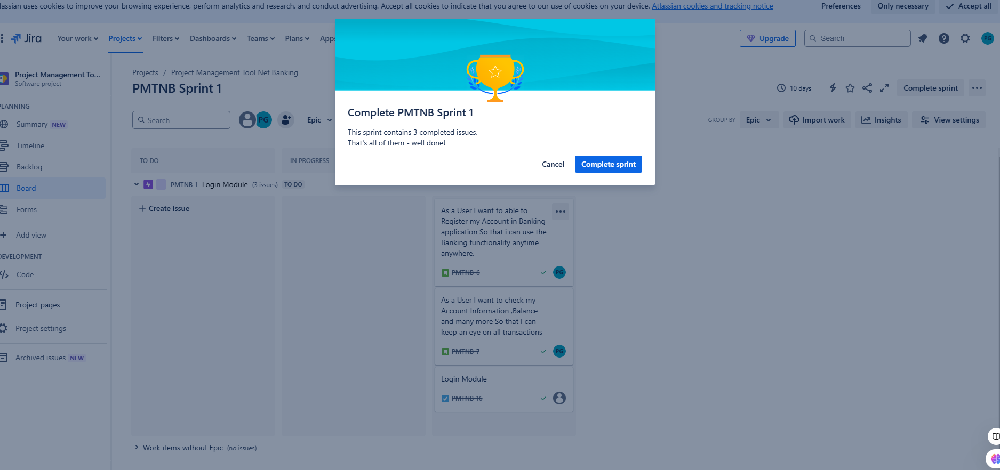 lassian uses cookies to improve your browsing experience, perform analytics and research, and conduct advertising. Accept all cookies to indicate that you agree to our use of cookies on your device. Atlassian cookies and tracking notice
Preferences
Only necessary
Accept all
Jira
Your work
Projects
Filters
Dashboards
Teams
Plans
Apps
Upgrade
Search
PG
Project Management To...
Software project
Projects / Project Management Tool Net Banking
PMTNB Sprint 1
10 days
Complete sprint
PLANNING
Summary NEW
Timeline
Backlog
Board
Forms
Add view
DEVELOPMENT
Code
Project pages
Project settings
Archived issues NEW
Search
PG
Epic
GROUP BY
Epic
Import work
Insights
View settings
Complete PMTNB Sprint 1
This sprint contains 3 completed issues.
That's all of them - well done!
Cancel
Complete sprint
TO DO
IN PROGRESS
PMTNB-1 Login Module (3 issues) TO DO
Create issue
As a User I want to able to
Register my Account in Banking
application So that i can use the
Banking functionality anytime
anywhere.
PMTNB-6
PG
As a User I want to check my
Account Information ,Balance
and many more So that I can
keep an eye on all transactions
PMTNB-7
PG
Login Module
PMTNB-16
Work items without Epic (no issues)